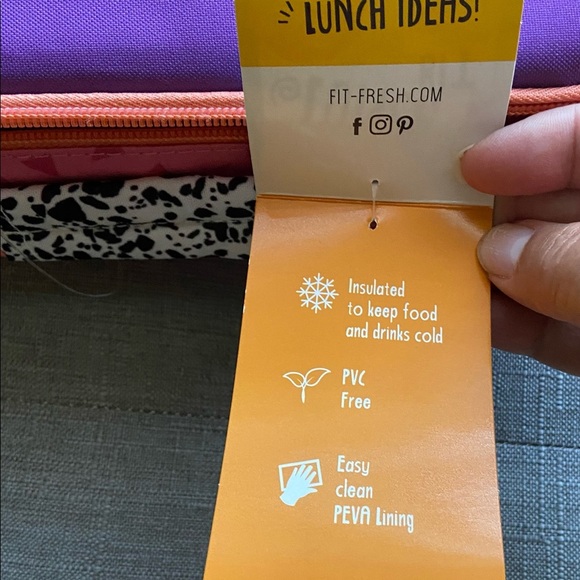 LUNCH IDEAS!
FIT-FRESH.COM
Insulated
to keep food
and drinks cold
PVC
Free
Easy
clean
PEVA Lining